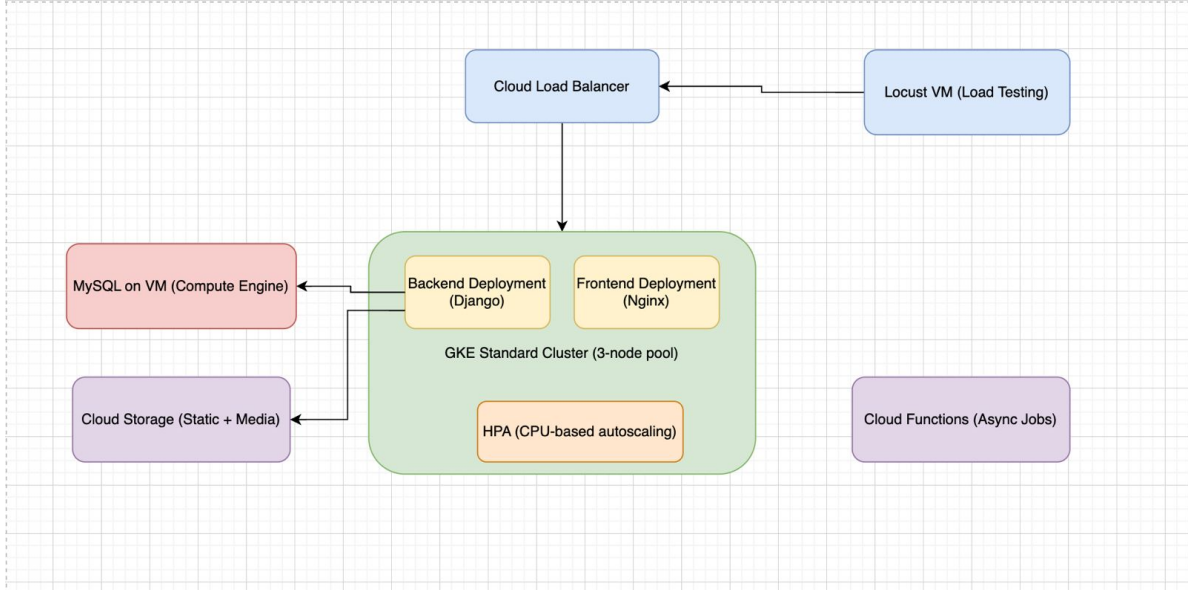 Cloud Load Balancer
Locust VM (Load Testing)
MySQL on VM (Compute Engine)
Backend Deployment
(Django)
Frontend Deployment
(Nginx)
GKE Standard Cluster (3-node pool)
Cloud Storage (Static + Media)
HPA (CPU-based autoscaling)
Cloud Functions (Async Jobs)